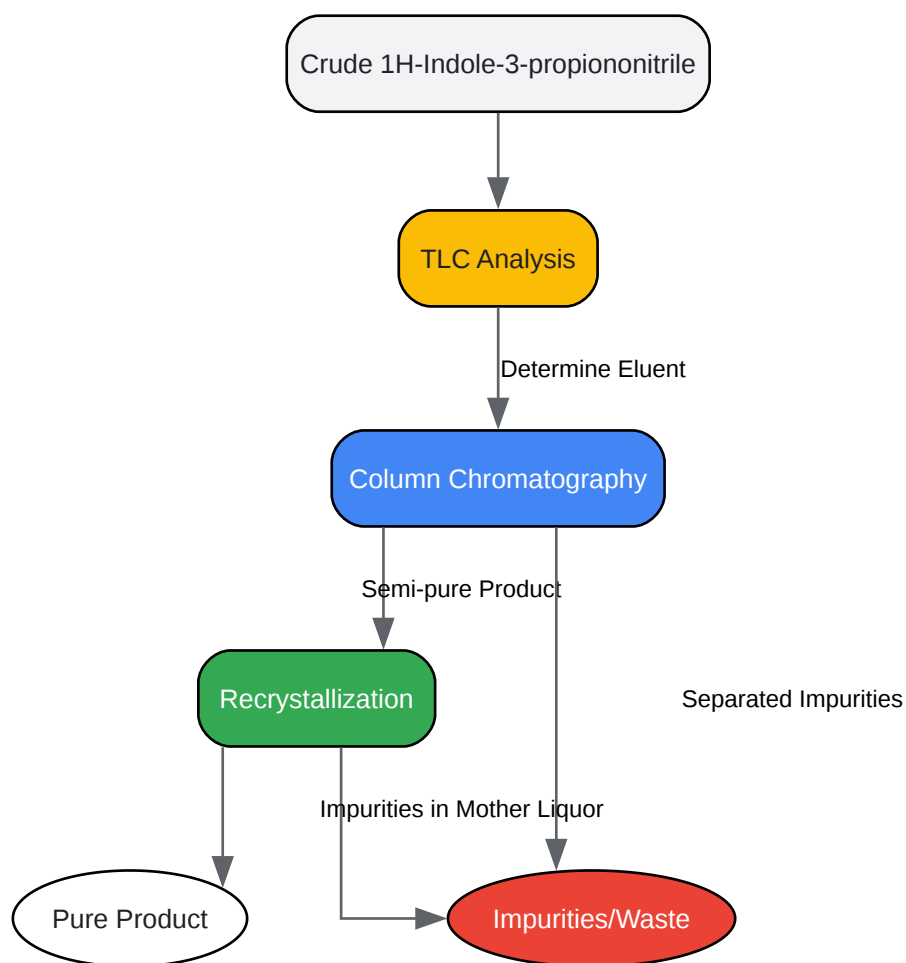 Crude 1H-Indole-3-propiononitrile
TLC Analysis
Determine Eluent
Column Chromatography
Semi-pure Product
Recrystallization
Separated Impurities
Impurities in Mother Liquor
Pure Product
Impurities/Waste